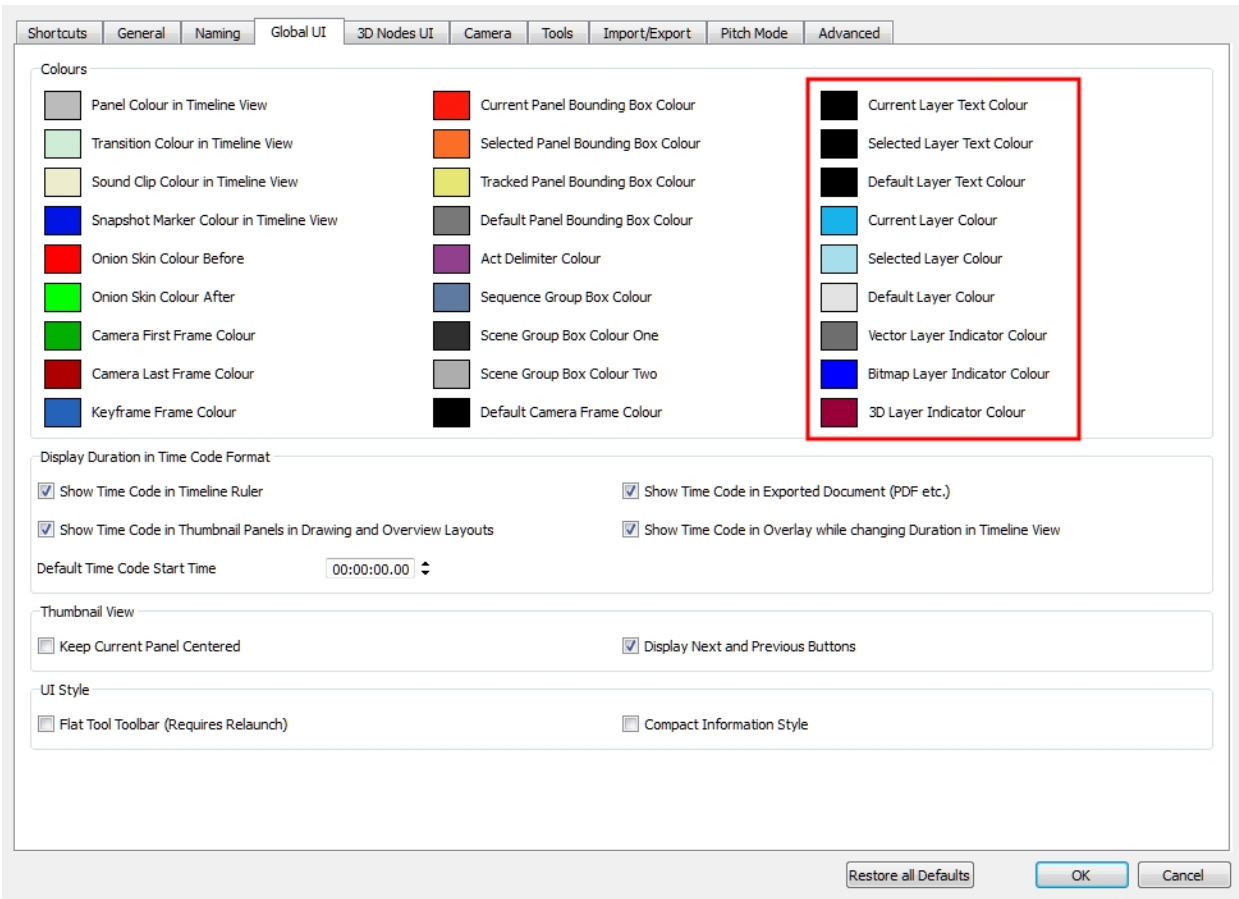 Shortcuts General Naming Global UI 3D Nodes UI Camera Tools Import/Export Pitch Mode Advanced
Colours
Panel Colour in Timeline View Current Panel Bounding Box Colour Current Layer Text Colour
Transition Colour in Timeline View Selected Panel Bounding Box Colour Selected Layer Text Colour
Sound Clip Colour in Timeline View Tracked Panel Bounding Box Colour Default Layer Text Colour
Snapshot Marker Colour in Timeline View Default Panel Bounding Box Colour Current Layer Colour
Onion Skin Colour Before Act Delimiter Colour Selected Layer Colour
Onion Skin Colour After Sequence Group Box Colour Default Layer Colour
Camera First Frame Colour Scene Group Box Colour One Vector Layer Indicator Colour
Camera Last Frame Colour Scene Group Box Colour Two Bitmap Layer Indicator Colour
Keyframe Frame Colour Default Camera Frame Colour 3D Layer Indicator Colour
Display Duration in Time Code Format
Show Time Code in Timeline Ruler Show Time Code in Exported Document (PDF etc.)
Show Time Code in Thumbnail Panels in Drawing and Overview Layouts Show Time Code in Overlay while changing Duration in Timeline View
Default Time Code Start Time 00:00:00.00
Thumbnail View
Keep Current Panel Centered Display Next and Previous Buttons
UI Style
Flat Tool Toolbar (Requires Relaunch) Compact Information Style
Restore all Defaults OK Cancel